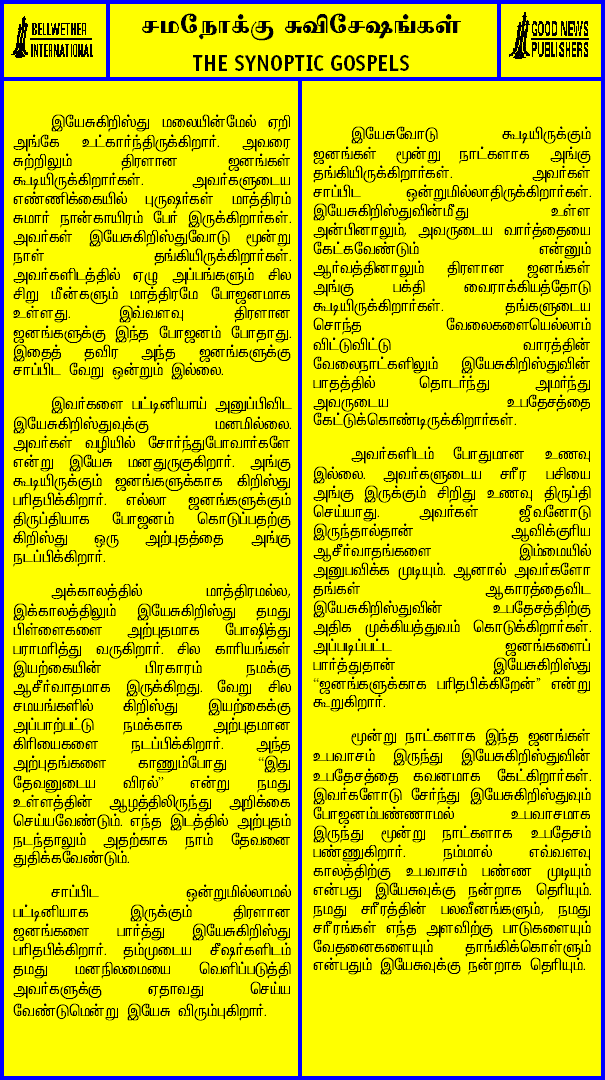 BELLWETHER
INTERNATIONAL
சமநோக்கு சுவிசேஷங்கள்
THE SYNOPTIC GOSPELS
GOOD NEWS
PUBLISHERS
இயேசுகிறிஸ்து மலையின்மேல் ஏறி
அங்கே உட்கார்ந்திருக்கிறார். அவரை
சுற்றிலும் திரளான ஜனங்கள்
கூடியிருக்கிறார்கள். அவர்களுடைய
எண்ணிக்கையில் புருஷர்கள் மாத்திரம்
சுமார் நான்காயிரம் பேர் இருக்கிறார்கள்.
அவர்கள் இயேசுகிறிஸ்துவோடு மூன்று
நாள் தங்கியிருக்கிறார்கள்.
அவர்களிடத்தில் ஏழு அப்பங்களும் சில
சிறு மீன்களும் மாத்திரமே போஜனமாக
உள்ளது. இவ்வளவு திரளான
ஜனங்களுக்கு இந்த போஜனம் போதாது.
இதைத் தவிர அந்த ஜனங்களுக்கு
சாப்பிட வேறு ஒன்றும் இல்லை.
இவர்களை பட்டினியாய் அனுப்பிவிட
இயேசுகிறிஸ்துவுக்கு மனமில்லை.
அவர்கள் வழியில் சோர்ந்துபோவார்களே
என்று இயேசு மனதுருகுகிறார். அங்கு
கூடியிருக்கும் ஜனங்களுக்காக கிறிஸ்து
பரிதபிக்கிறார். எல்லா ஜனங்களுக்கும்
திருப்தியாக போஜனம் கொடுப்பதற்கு
கிறிஸ்து ஒரு அற்புதத்தை அங்கு
நடப்பிக்கிறார்.
அக்காலத்தில் மாத்திரமல்ல,
இக்காலத்திலும் இயேசுகிறிஸ்து தமது
பிள்ளைகளை அற்புதமாக போஷித்து
பராமரித்து வருகிறார். சில காரியங்கள்
இயற்கையின் பிரகாரம் நமக்கு
ஆசீர்வாதமாக இருக்கிறது. வேறு சில
சமயங்களில் கிறிஸ்து இயற்கைக்கு
அப்பாற்பட்டு நமக்காக அற்புதமான
கிரியைகளை நடப்பிக்கிறார். அந்த
அற்புதங்களை காணும்போது “இது
தேவனுடைய விரல்” என்று நமது
உள்ளத்தின் ஆழத்திலிருந்து அறிக்கை
செய்யவேண்டும். எந்த இடத்தில் அற்புதம்
நடந்தாலும் அதற்காக நாம் தேவனை
துதிக்கவேண்டும்.
சாப்பிட ஒன்றுமில்லாமல்
பட்டினியாக இருக்கும் திரளான
ஜனங்களை பார்த்து இயேசுகிறிஸ்து
பரிதபிக்கிறார். தம்முடைய சீஷர்களிடம்
தமது மனநிலமையை வெளிப்படுத்தி
அவர்களுக்கு ஏதாவது செய்ய
வேண்டுமென்று இயேசு விரும்புகிறார்.
இயேசுவோடு கூடியிருக்கும்
ஜனங்கள் மூன்று நாட்களாக அங்கு
தங்கியிருக்கிறார்கள். அவர்கள்
சாப்பிட ஒன்றுமில்லாதிருக்கிறார்கள்.
இயேசுகிறிஸ்துவின்மீது உள்ள
அன்பினாலும், அவருடைய வார்த்தையை
கேட்கவேண்டும் என்னும்
ஆர்வத்தினாலும் திரளான ஜனங்கள்
அங்கு பக்தி வைராக்கியத்தோடு
கூடியிருக்கிறார்கள். தங்களுடைய
சொந்த வேலைகளையெல்லாம்
விட்டுவிட்டு வாரத்தின்
வேலைநாட்களிலும் இயேசுகிறிஸ்துவின்
பாதத்தில் தொடர்ந்து அமர்ந்து
அவருடைய உபதேசத்தை
கேட்டுக்கொண்டிருக்கிறார்கள்.
அவர்களிடம் போதுமான உணவு
இல்லை. அவர்களுடைய சரீர பசியை
அங்கு இருக்கும் சிறிது உணவு திருப்தி
செய்யாது. அவர்கள் ஜீவனோடு
இருந்தால்தான் ஆவிக்குரிய
ஆசீர்வாதங்களை இம்மையில்
அனுபவிக்க முடியும். ஆனால் அவர்களோ
தங்கள் ஆகாரத்தைவிட
இயேசுகிறிஸ்துவின் உபதேசத்திற்கு
அதிக முக்கியத்துவம் கொடுக்கிறார்கள்.
அப்படிப்பட்ட ஜனங்களைப்
பார்த்துதான் இயேசுகிறிஸ்து
“ஜனங்களுக்காக பரிதபிக்கிறேன்” என்று
கூறுகிறார்.
மூன்று நாட்களாக இந்த ஜனங்கள்
உபவாசம் இருந்து இயேசுகிறிஸ்துவின்
உபதேசத்தை கவனமாக கேட்கிறார்கள்.
இவர்களோடு சேர்ந்து இயேசுகிறிஸ்துவும்
போஜனம்பண்ணாமல் உபவாசமாக
இருந்து மூன்று நாட்களாக உபதேசம்
பண்ணுகிறார். நம்மால் எவ்வளவு
காலத்திற்கு உபவாசம் பண்ண முடியும்
என்பது இயேசுவுக்கு நன்றாக தெரியும்.
நமது சரீரத்தின் பலவீனங்களும், நமது
சரீரங்கள் எந்த அளவிற்கு பாடுகளையும்
வேதனைகளையும் தாங்கிக்கொள்ளும்
என்பதும் இயேசுவுக்கு நன்றாக தெரியும்.